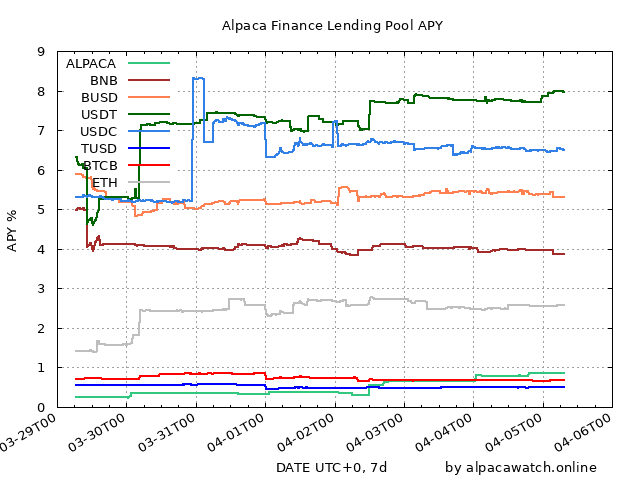 Alpaca Finance Lending Pool APY
APY %
9
8
7
6
5
4
3
2
1
0
ALPACA
BNB
BUSD
USDT
USDC
TUSD
BTCB
ETH
03-29T00
03-30T00
03-31T00
04-01T00
04-02T00
04-03T00
04-04T00
04-05T00
04-06T00
DATE UTC+0, 7d
by alpacawatch.online